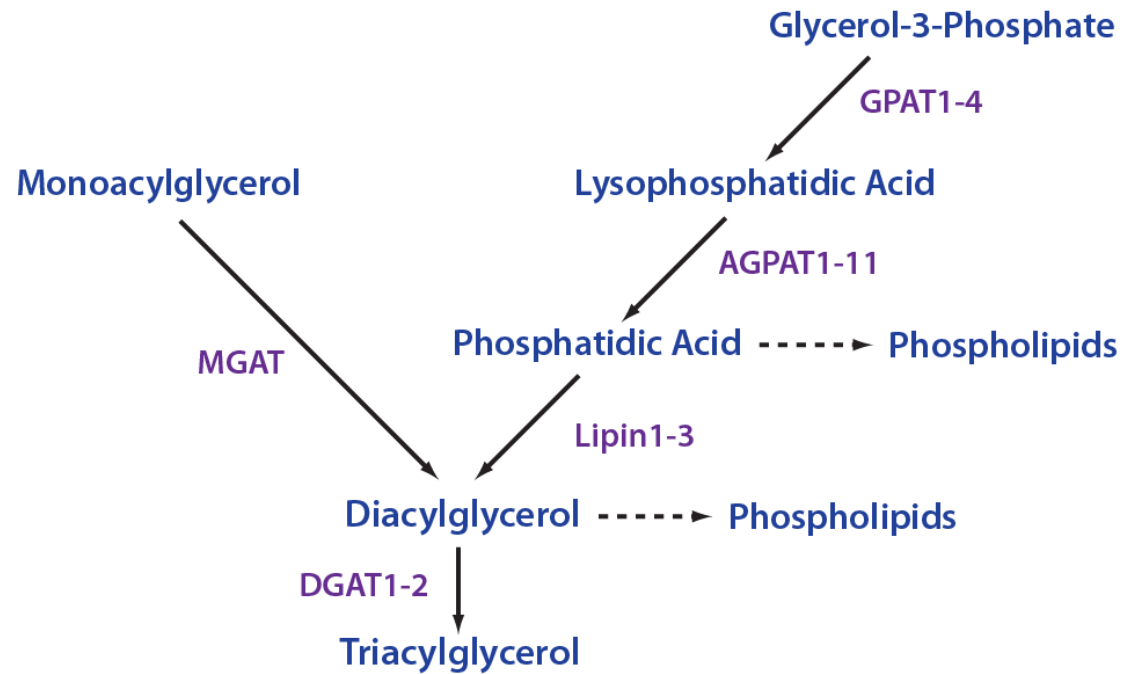 Glycerol-3-Phosphate
GPAT1-4
Monoacylglycerol
Lysophosphatidic Acid
AGPAT1-11
Phosphatidic Acid
Phospholipids
MGAT
Lipin1-3
Diacylglycerol
Phospholipids
DGAT1-2
Triacylglycerol